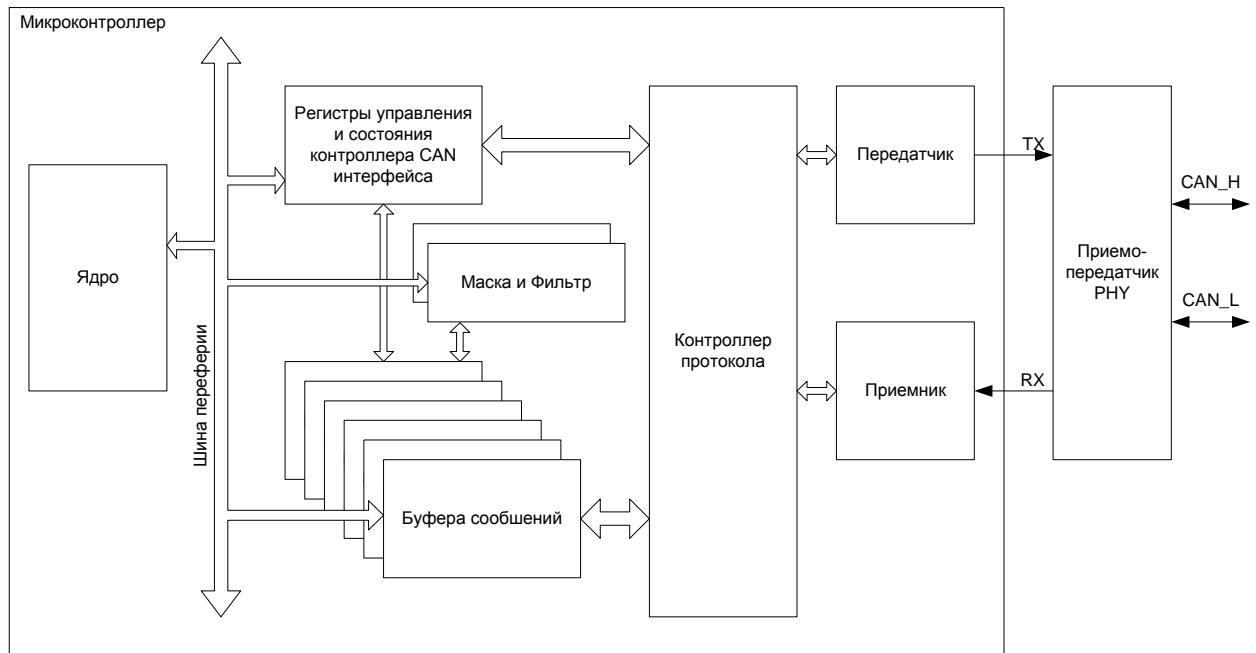 Микроконтроллер
Регистры управления
и состояния
контроллера CAN
интерфейса
Передатчик
TX
CAN_H
Ядро
Маска и Фильтр
Приемо-
передатчик
PHY
CAN_L
Шина переферии
Контроллер
протокола
Приемник
RX
Буфера сообшений